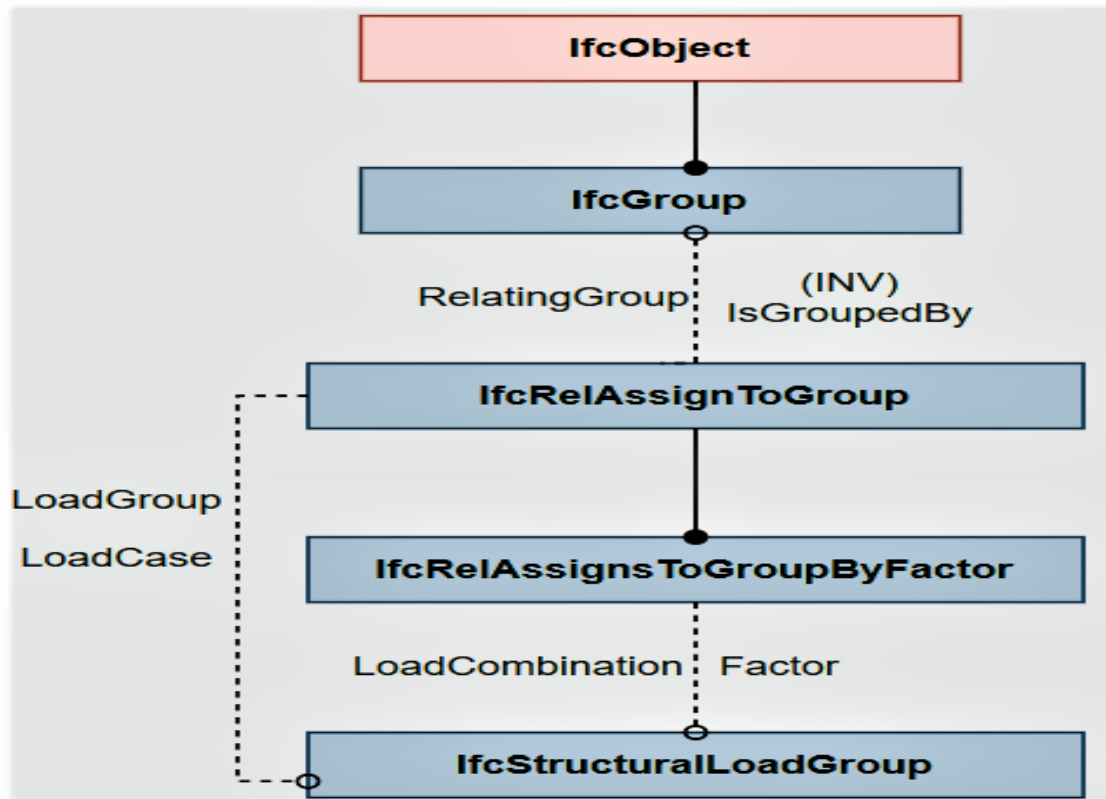 IfcObject
IfcGroup
RelatingGroup
(INV)
IsGroupedBy
IfcRelAssignToGroup
LoadGroup
LoadCase
IfcRelAssignsToGroupByFactor
LoadCombination
Factor
IfcStructuralLoadGroup